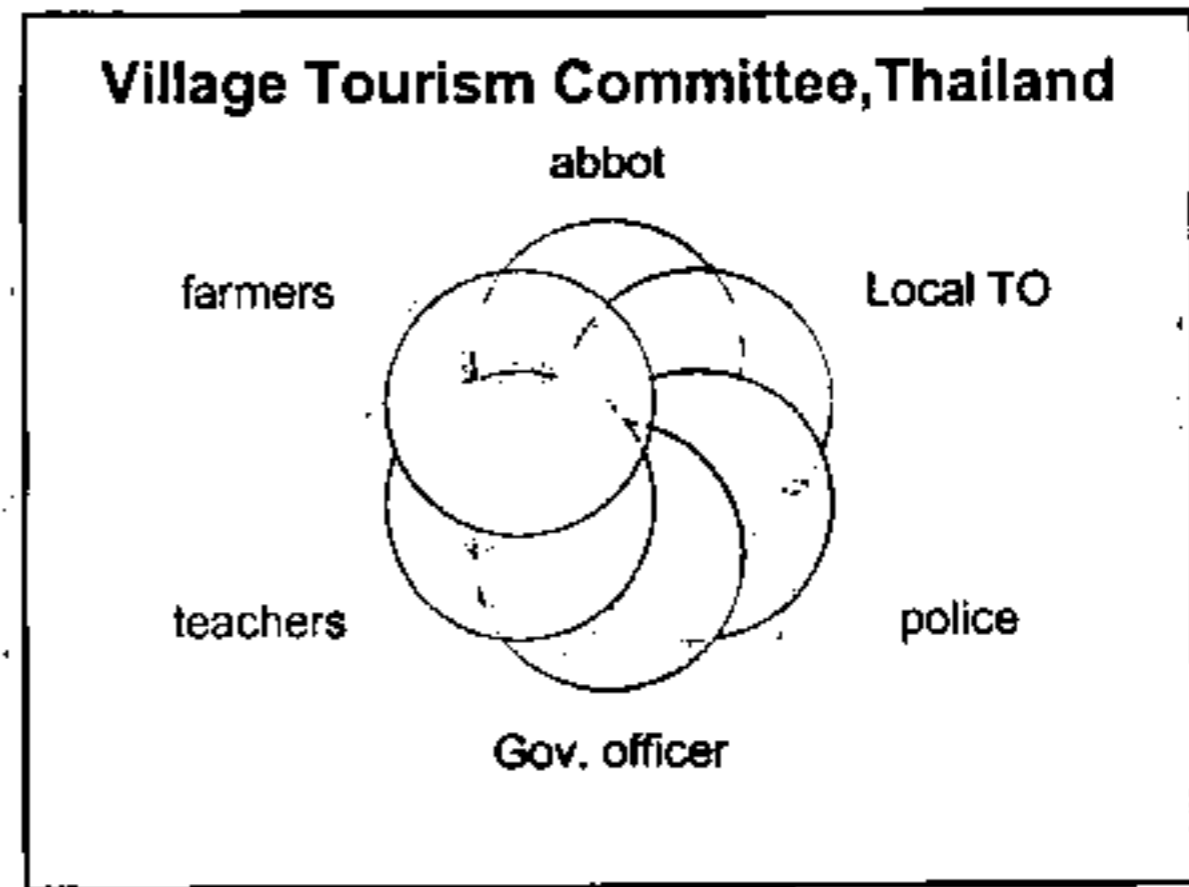 Village Tourism Committee,Thailand
abbot
farmers
Local TO
teachers
police
Gov. officer